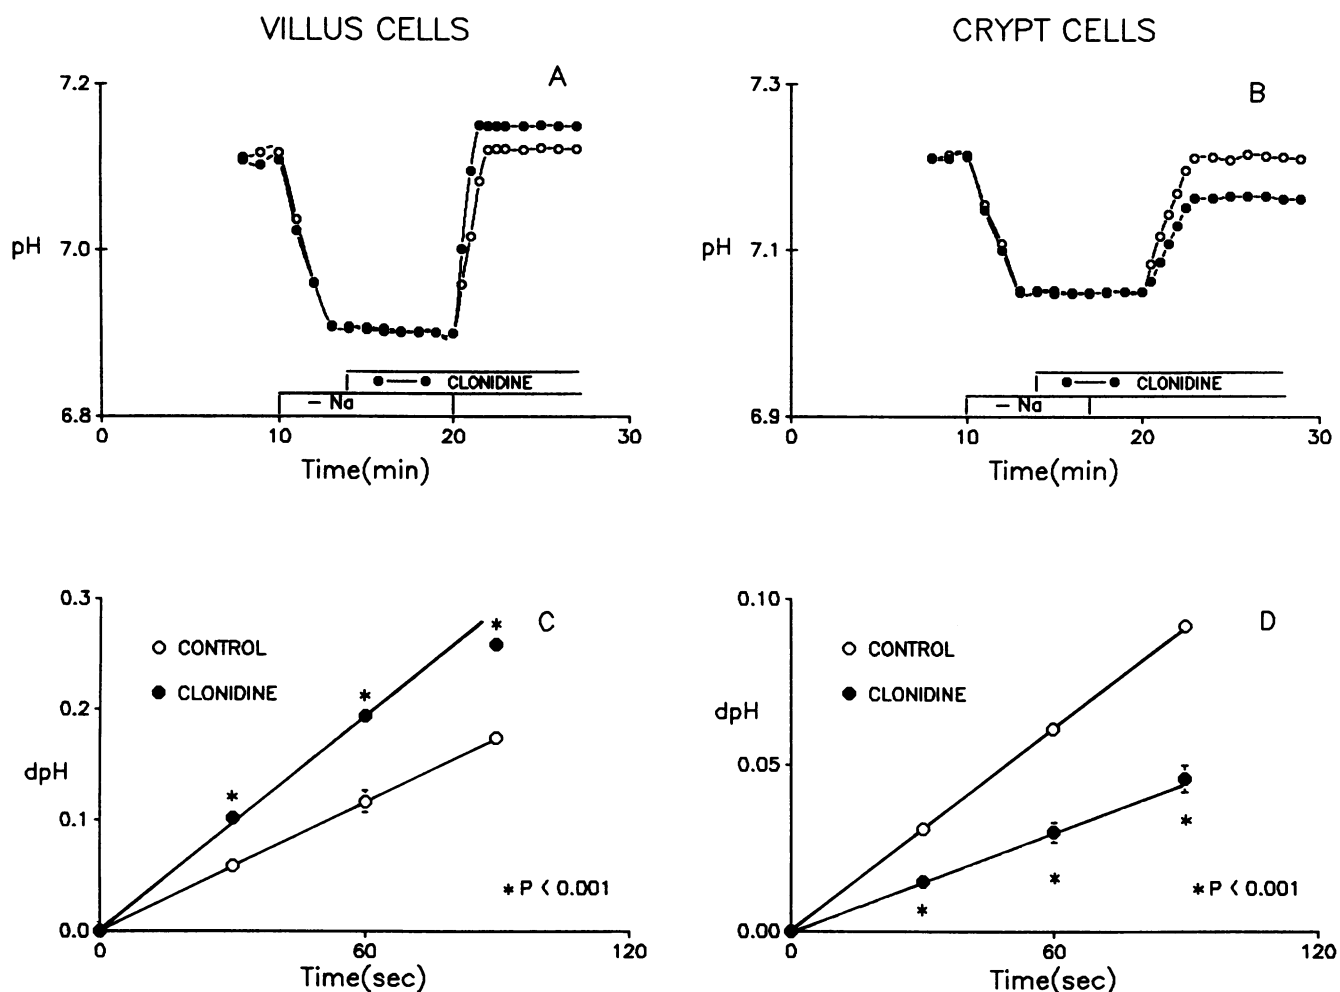 VILLUS CELLS
CRYPT CELLS
A
7.2
pH
7.0
6.8
CLONIDINE
– Na
0 10 20 30
Time(min)
B
7.3
pH
7.1
6.9
CLONIDINE
– Na
0 10 20 30
Time(min)
C
0.3
CONTROL
CLONIDINE
0.2
dpH
0.1
0.0
* * *
* P < 0.001
0 60 120
Time(sec)
D
0.10
CONTROL
CLONIDINE
dpH
0.05
0.00
* * *
* P < 0.001
0 60 120
Time(sec)